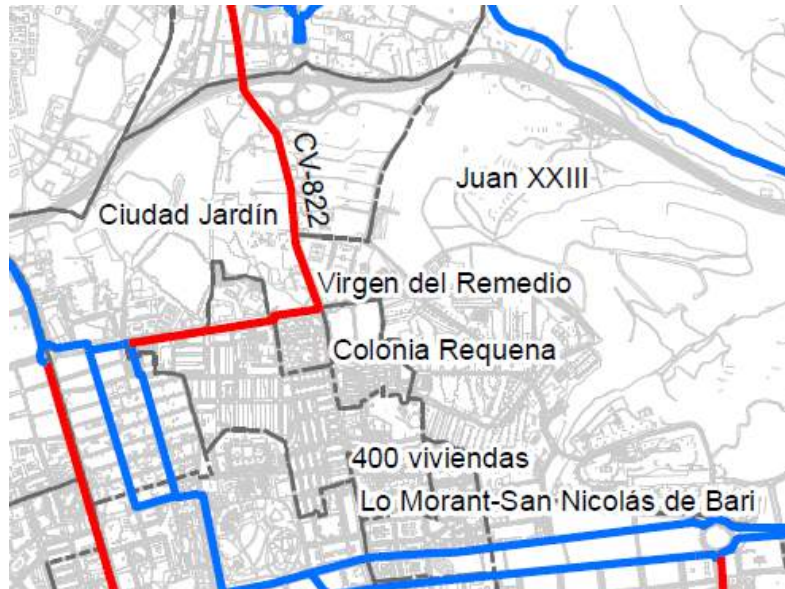 CV-822
Juan XXIII
Ciudad Jardín
Virgen del Remedio
Colonia Requena
400 viviendas
Lo Morant-San Nicolás de Bari